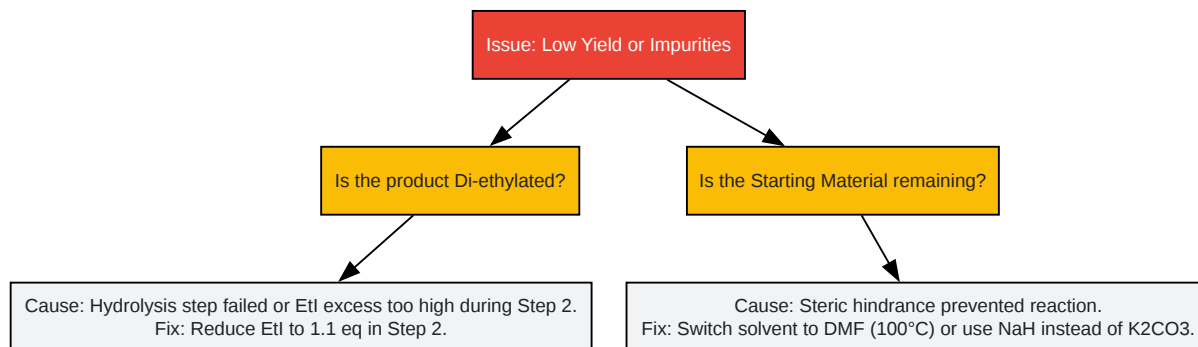 Issue: Low Yield or Impurities
Is the product Di-ethylated?
Is the Starting Material remaining?
Cause: Hydrolysis step failed or EtI excess too high during Step 2.
Fix: Reduce EtI to 1.1 eq in Step 2.
Cause: Steric hindrance prevented reaction.
Fix: Switch solvent to DMF (100°C) or use NaH instead of K2CO3.